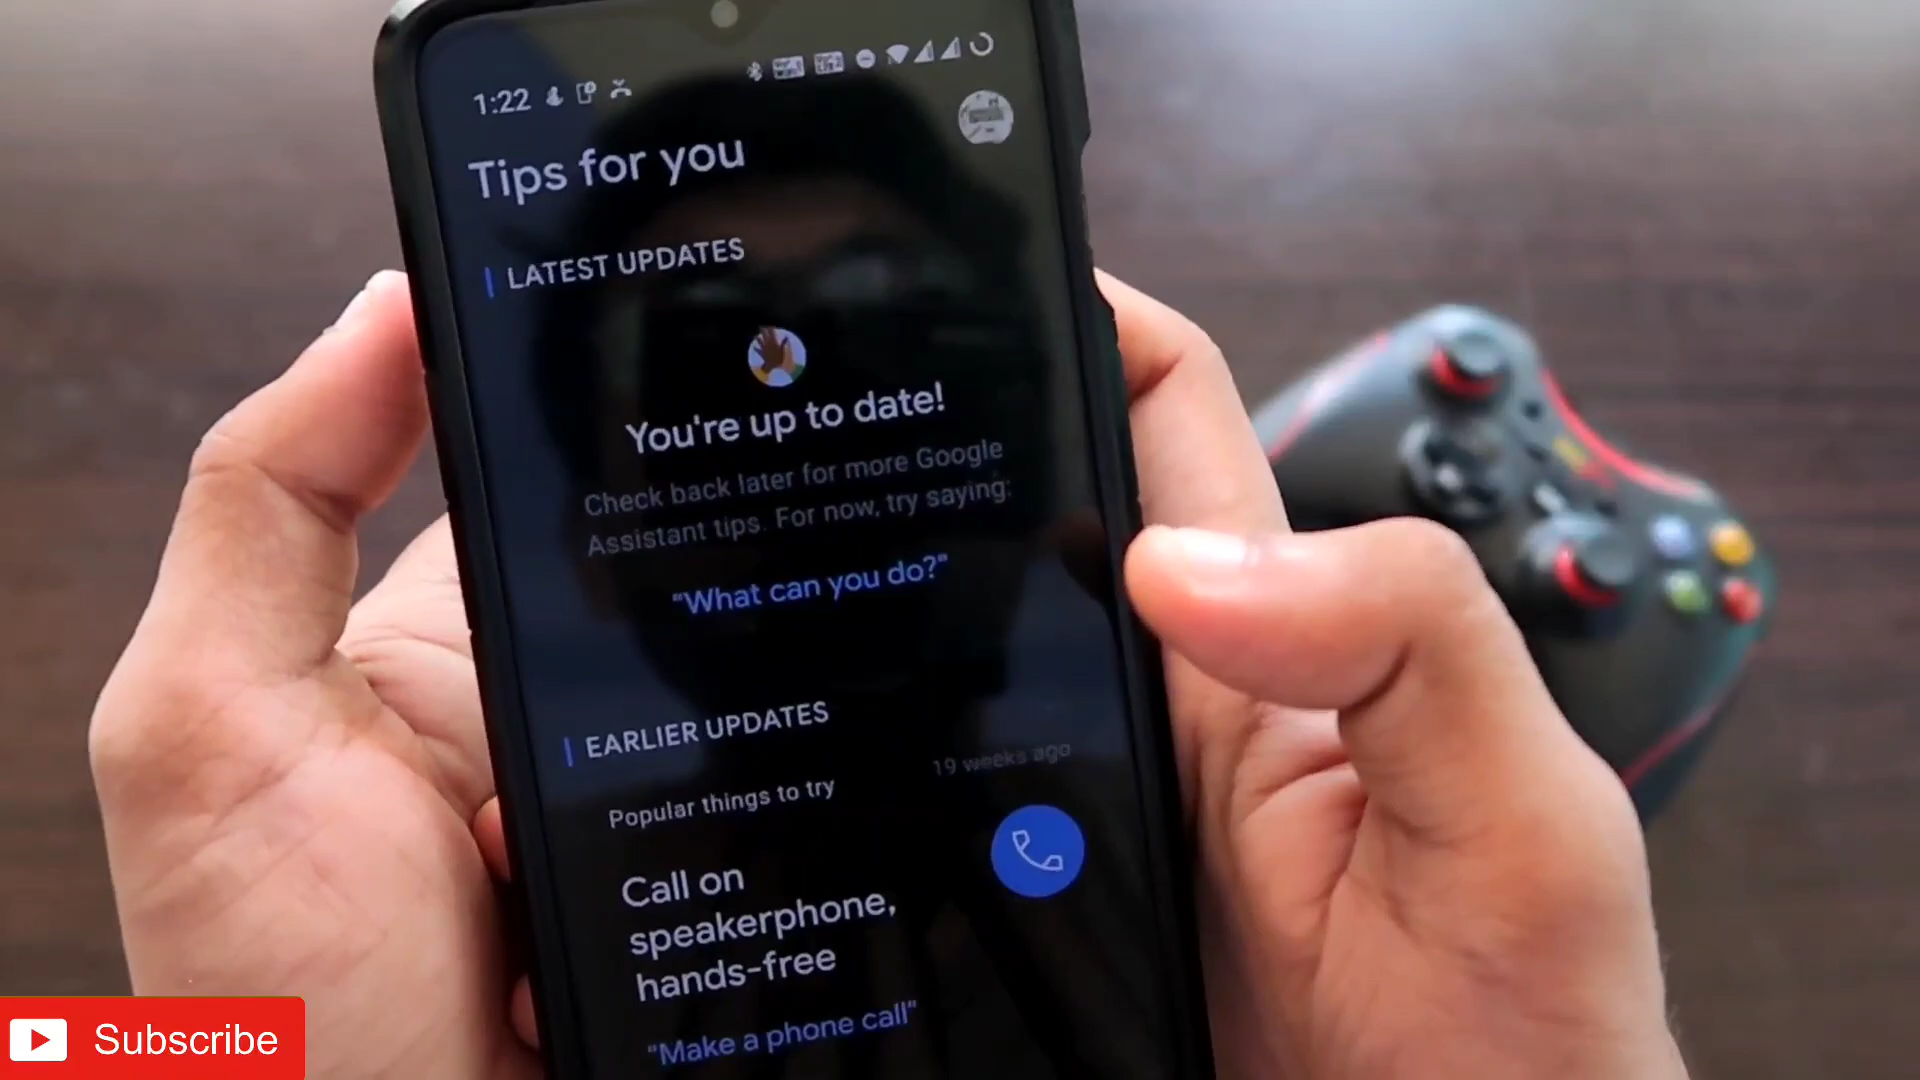 1:22
Tips for you
LATEST UPDATES
You're up to date!
Check back later for more Google
Assistant tips. For now, try saying:
"What can you do?"
EARLIER UPDATES
19 weeks ago
Popular things to try
Call on
speakerphone,
hands-free
"Make a phone call"
Subscribe